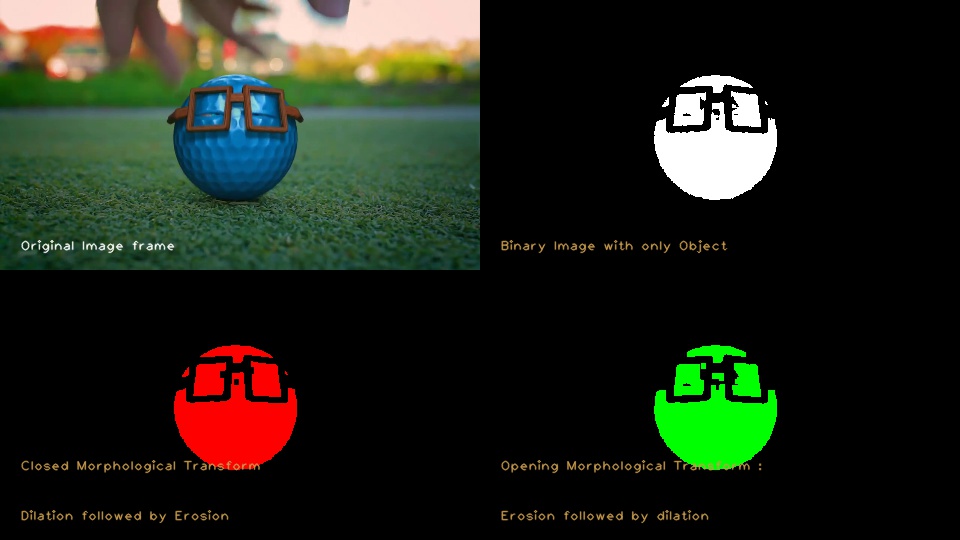 Original Image frame
Binary Image with only Object
Closed Morphological Transform
Dilation followed by Erosion
Opening Morphological Transform :
Erosion followed by dilation